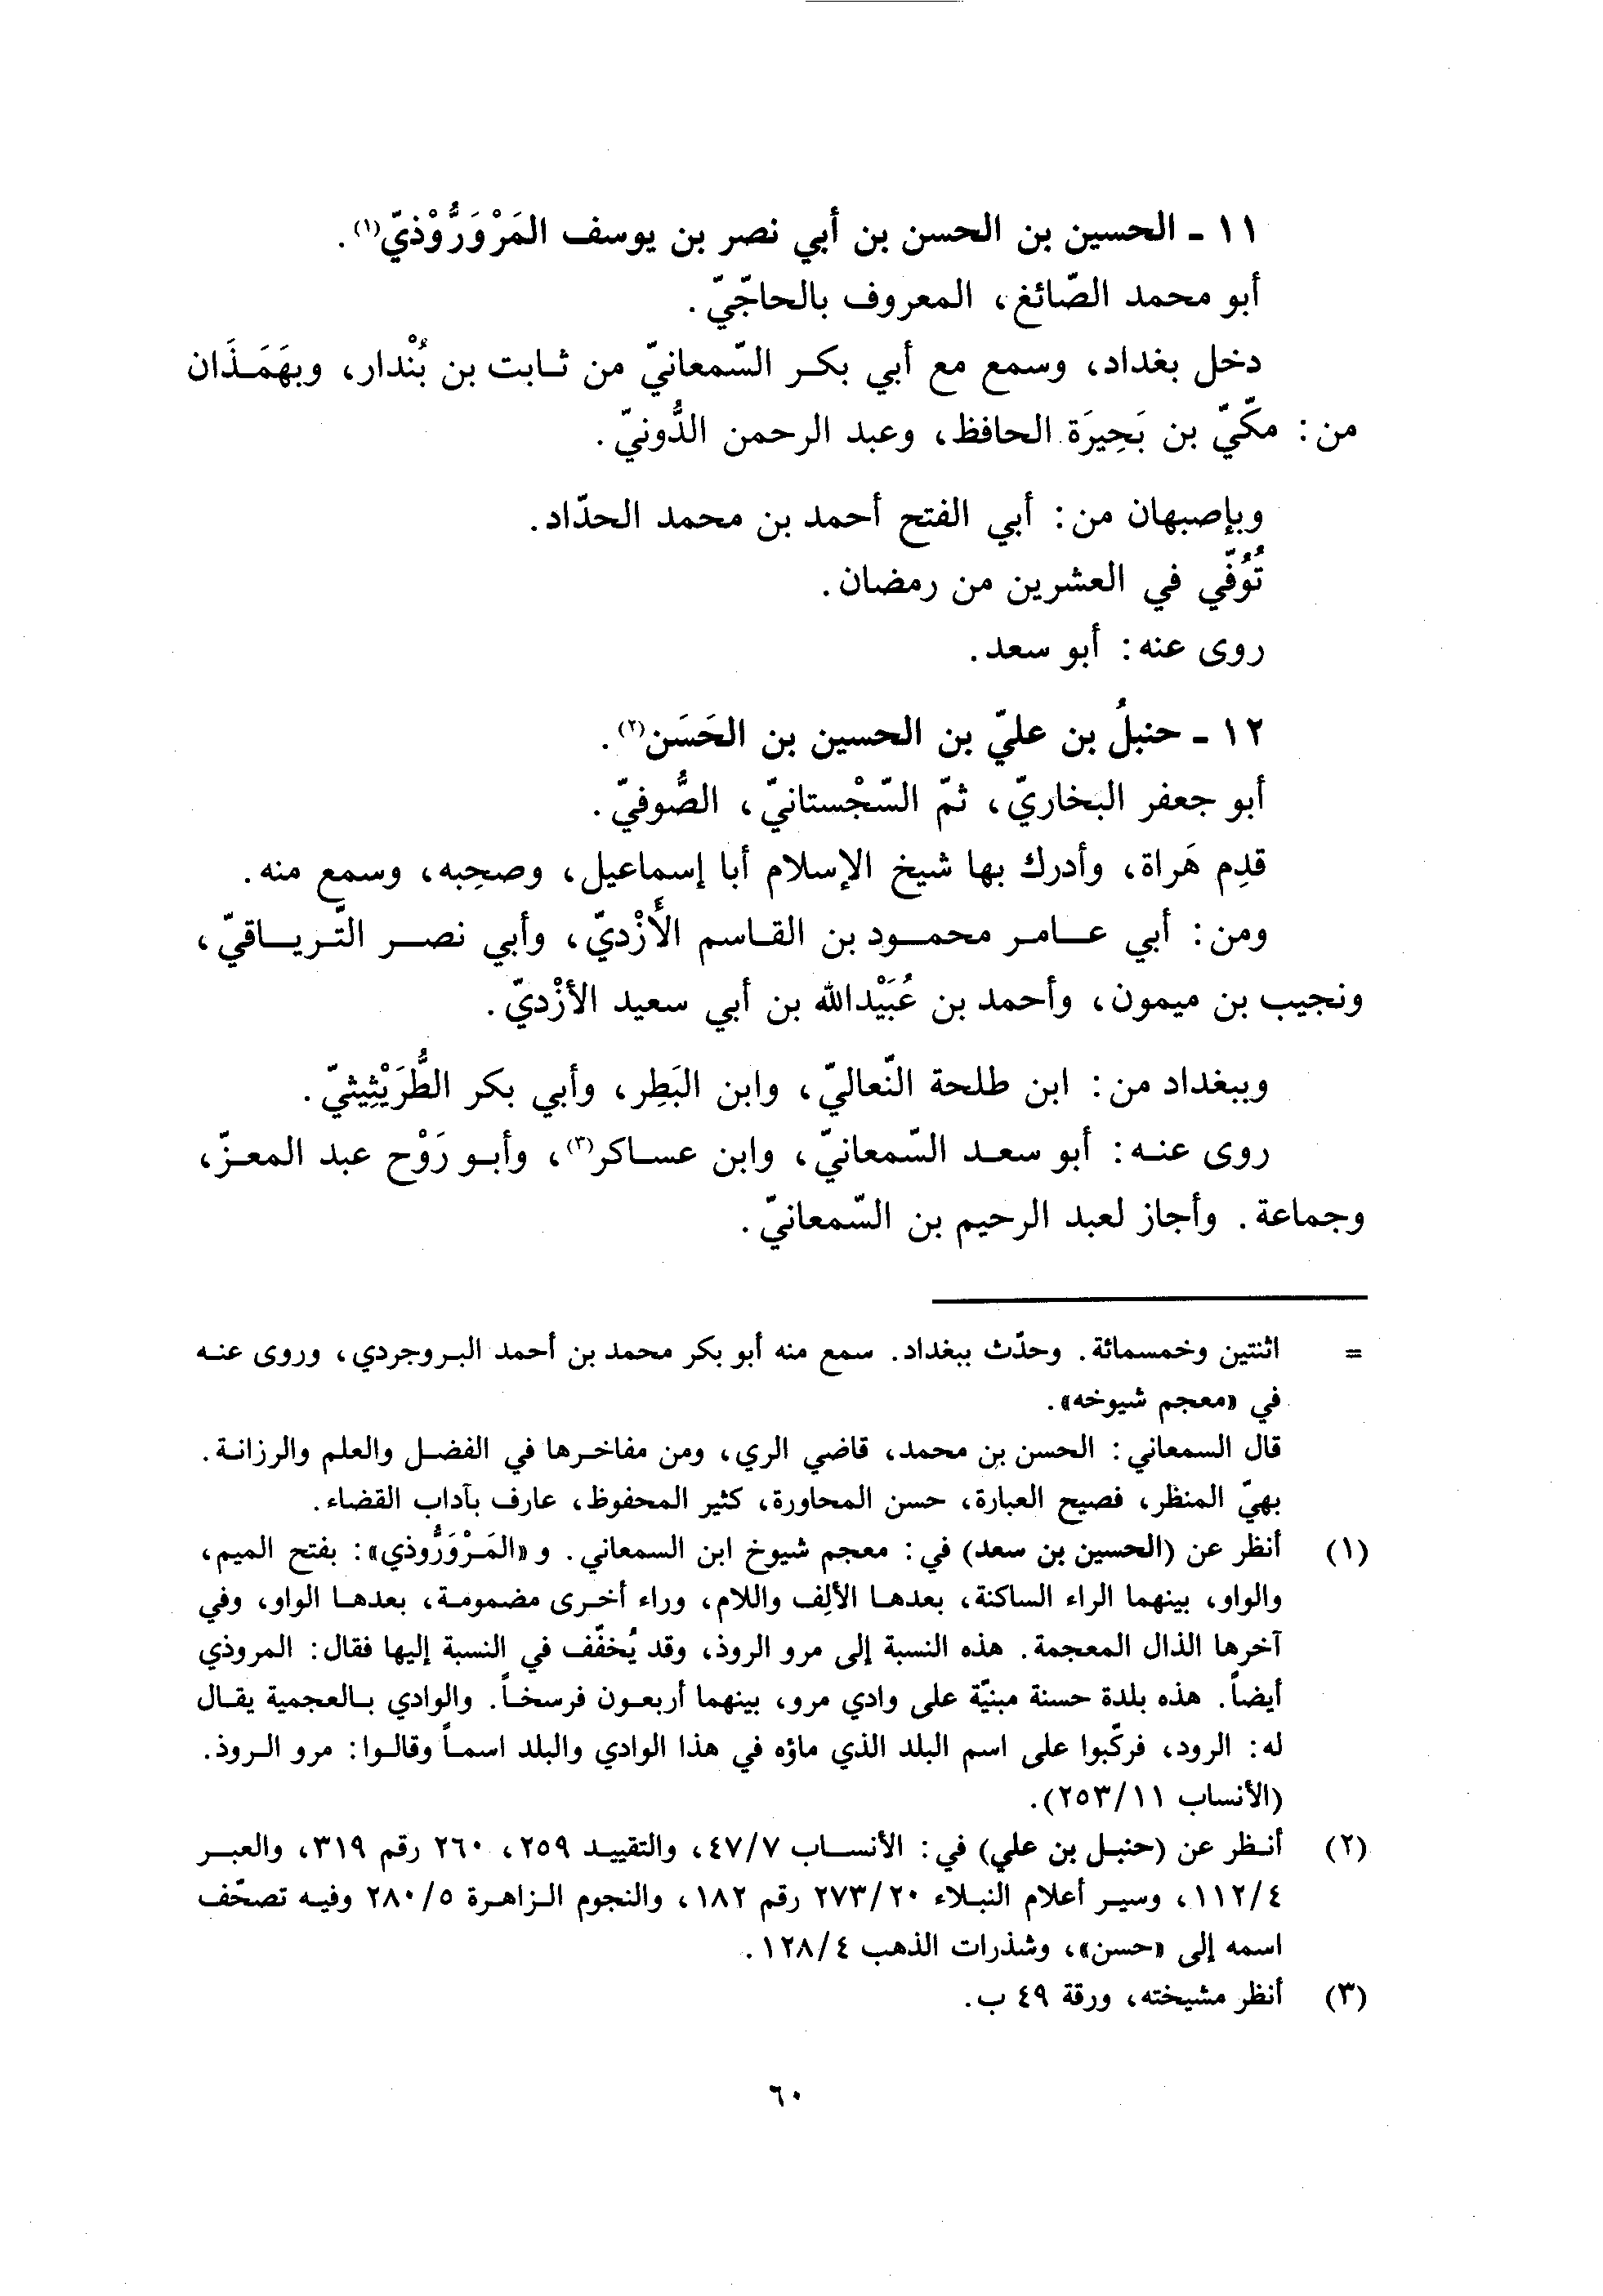 ١١ - الحسين بن الحسن بن أبي نصر بن يوسف المَرْوَرُّوْذيّ(١).
أبو محمد الصّائغ، المعروف بالحاجّيّ.
دخل بغداد، وسمع مع أبي بكر السّمعانيّ من ثابت بن بُنْدار، وبهَمَذَان
من: مكّيّ بن بَحِيرَة الحافظ، وعبد الرحمن الدُّونيّ.
وبإصبهان من: أبي الفتح أحمد بن محمد الحدّاد.
تُوُفّي في العشرين من رمضان.
روى عنه: أبو سعد.
١٢ - حنبلُ بن عليّ بن الحسين بن الحَسَن(٢).
أبو جعفر البخاريّ، ثمّ السّجْستانيّ، الصُّوفيّ.
قدِم هَراة، وأدرك بها شيخ الإسلام أبا إسماعيل، وصحِبه، وسمع منه.
ومن: أبي عامر محمود بن القاسم الأَزْديّ، وأبي نصر التّرياقيّ،
ونجيب بن ميمون، وأحمد بن عُبَيْدالله بن أبي سعيد الأزْديّ.
وببغداد من: ابن طلحة النّعاليّ، وابن البَطِر، وأبي بكر الطُّرَيْثِيثيّ.
روى عنه: أبو سعد السّمعانيّ، وابن عساكر(٣)، وأبو رَوْح عبد المعزّ،
وجماعة. وأجاز لعبد الرحيم بن السّمعانيّ.
= اثنتين وخمسمائة. وحدّث ببغداد. سمع منه أبو بكر محمد بن أحمد البروجردي، وروى عنه
في «معجم شيوخه».
قال السمعاني: الحسن بن محمد، قاضي الري، ومن مفاخرها في الفضل والعلم والرزانة.
بهيّ المنظر، فصيح العبارة، حسن المحاورة، كثير المحفوظ، عارف بآداب القضاء.
(١) أنظر عن (الحسين بن سعد) في: معجم شيوخ ابن السمعاني. و«المَرْوَرُّوذي»: بفتح الميم،
والواو، بينهما الراء الساكنة، بعدها الألِف واللام، وراء أخرى مضمومة، بعدها الواو، وفي
آخرها الذال المعجمة. هذه النسبة إلى مرو الروذ، وقد يُخفّف في النسبة إليها فقال: المروذي
أيضاً. هذه بلدة حسنة مبنيّة على وادي مرو، بينهما أربعون فرسخاً. والوادي بالعجمية يقال
له: الرود، فركّبوا على اسم البلد الذي ماؤه في هذا الوادي والبلد اسماً وقالوا: مرو الروذ.
(الأنساب ٢٥٣/١١).
(٢) أنظر عن (حنبل بن علي) في: الأنساب ٤٧/٧، والتقييد ٢٥٩، ٢٦٠ رقم ٣١٩، والعبر
١١٢/٤، وسير أعلام النبلاء ٢٧٣/٢٠ رقم ١٨٢، والنجوم الزاهرة ٢٨٠/٥ وفيه تصحّف
اسمه إلى «حسن»، وشذرات الذهب ١٢٨/٤.
(٣) أنظر مشيخته، ورقة ٤٩ ب.
٦٠